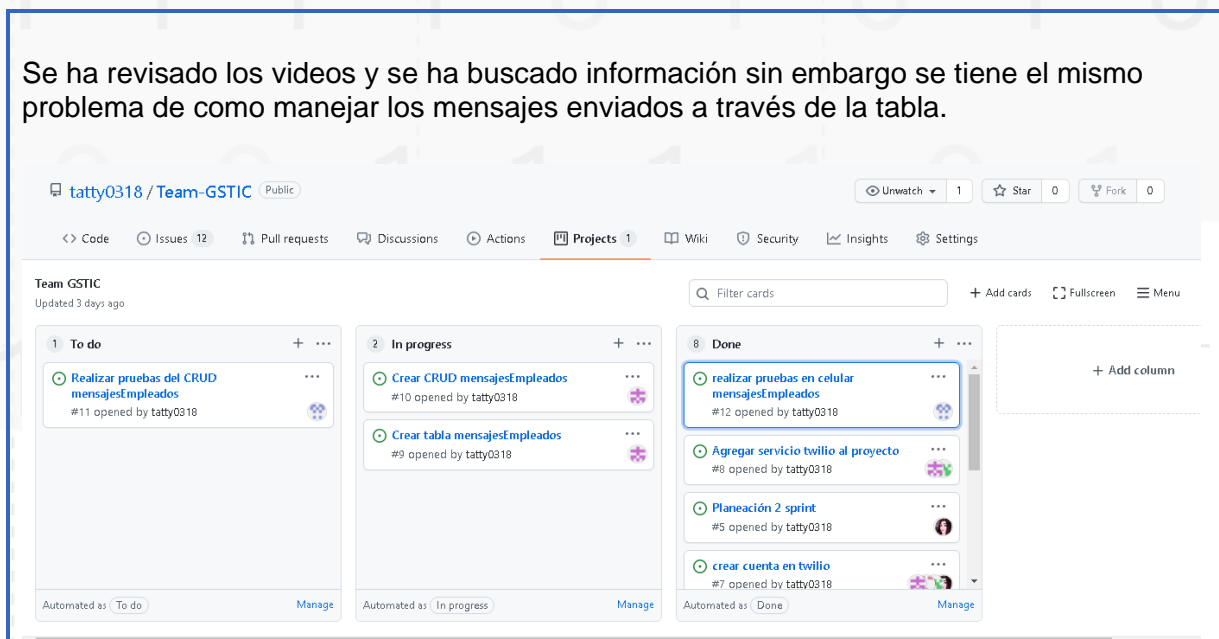 Se ha revisado los videos y se ha buscado información sin embargo se tiene el mismo
problema de como manejar los mensajes enviados a través de la tabla.
tatty0318 / Team-GSTIC Public
Unwatch 1 Star 0 Fork 0
<> Code Issues 12 Pull requests Discussions Actions Projects 1 Wiki Security Insights Settings
Team GSTIC
Updated 3 days ago
Filter cards
+ Add cards Fullscreen Menu
1 To do + ...
Realizar pruebas del CRUD ...
mensajesEmpleados
#11 opened by tatty0318
Automated as To do Manage
2 In progress + ...
Crear CRUD mensajesEmpleados ...
#10 opened by tatty0318
Crear tabla mensajesEmpleados ...
#9 opened by tatty0318
Automated as In progress Manage
8 Done + ...
realizar pruebas en celular ...
mensajesEmpleados
#12 opened by tatty0318
Agregar servicio twilio al proyecto ...
#8 opened by tatty0318
Planeación 2 sprint ...
#5 opened by tatty0318
crear cuenta en twilio ...
#7 opened by tatty0318
Automated as Done Manage
+ Add column